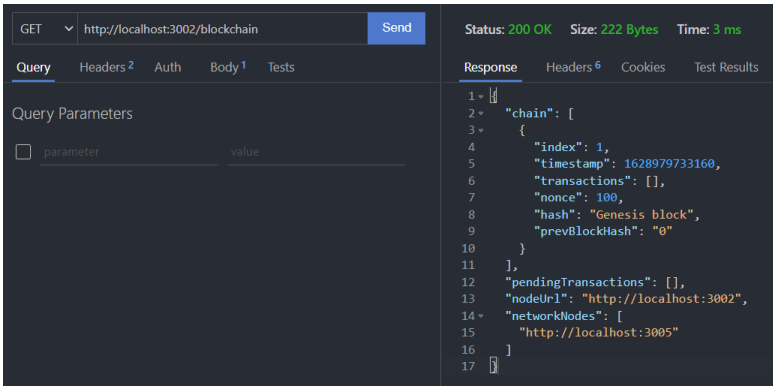 GET http://localhost:3002/blockchain Send
Query Headers 2 Auth Body 1 Tests
Query Parameters
parameter value
Status: 200 OK Size: 222 Bytes Time: 3 ms
Response Headers 6 Cookies Test Results
1 {
2 "chain": [
3 {
4 "index": 1,
5 "timestamp": 1628979733160,
6 "transactions": [],
7 "nonce": 100,
8 "hash": "Genesis block",
9 "prevBlockHash": "0"
10 }
11 ],
12 "pendingTransactions": [],
13 "nodeUrl": "http://localhost:3002",
14 "networkNodes": [
15 "http://localhost:3005"
16 ]
17 }